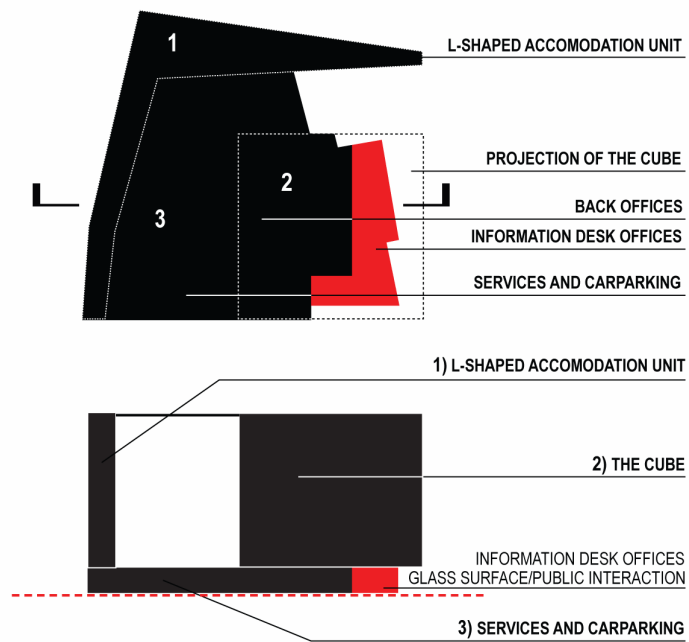 1
L-SHAPED ACCOMODATION UNIT
PROJECTION OF THE CUBE
2
BACK OFFICES
3
INFORMATION DESK OFFICES
SERVICES AND CARPARKING
1) L-SHAPED ACCOMODATION UNIT
2) THE CUBE
INFORMATION DESK OFFICES
GLASS SURFACE/PUBLIC INTERACTION
3) SERVICES AND CARPARKING